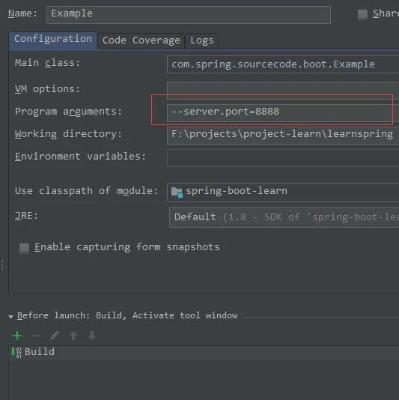 Name: Example Shar
Configuration Code Coverage Logs
Main class: com.spring.sourcecode.boot.Example
VM options:
Program arguments: --server.port=8888
Working directory: F:\projects\project-learn\learnspring
Environment variables:
Use classpath of module: spring-boot-learn
JRE: Default (1.8 - SDK of 'spring-boot-lea
Enable capturing form snapshots
Before launch: Build, Activate tool window
Build